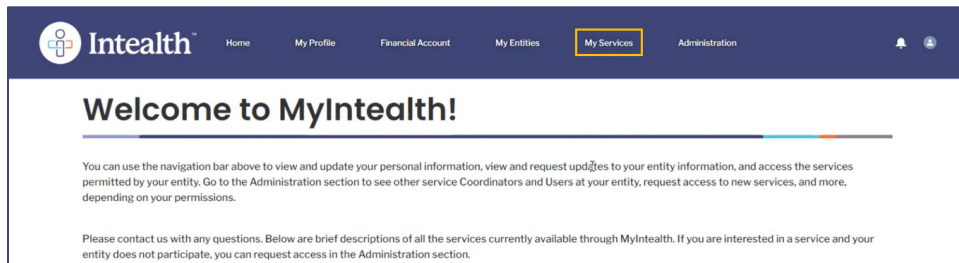 Intealth™ Home My Profile Financial Account My Entities My Services Administration
Welcome to MyIntealth!
You can use the navigation bar above to view and update your personal information, view and request updates to your entity information, and access the services
permitted by your entity. Go to the Administration section to see other service Coordinators and Users at your entity, request access to new services, and more,
depending on your permissions.
Please contact us with any questions. Below are brief descriptions of all the services currently available through MyIntealth. If you are interested in a service and your
entity does not participate, you can request access in the Administration section.